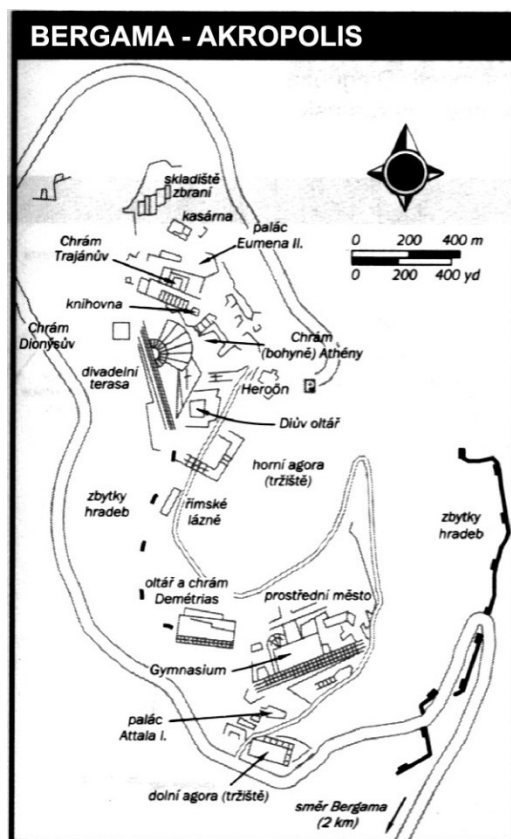 BERGAMA - AKROPOLIS
skladiště
zbraní
kasárna
palác
Eumena II.
Chrám
Trajánův
0 200 400 m
0 200 400 yd
knihovna
Chrám
Dionýsův
Chrám
(bohyně) Athény
divadelní
terasa
Heroön
P
Diův oltář
horní agora
(tržiště)
zbytky
hradeb
zbytky
hradeb
římské
lázně
oltář a chrám
Demétrias
prostřední město
Gymnasium
palác
Attala I.
dolní agora (tržiště)
směr Bergama
(2 km)